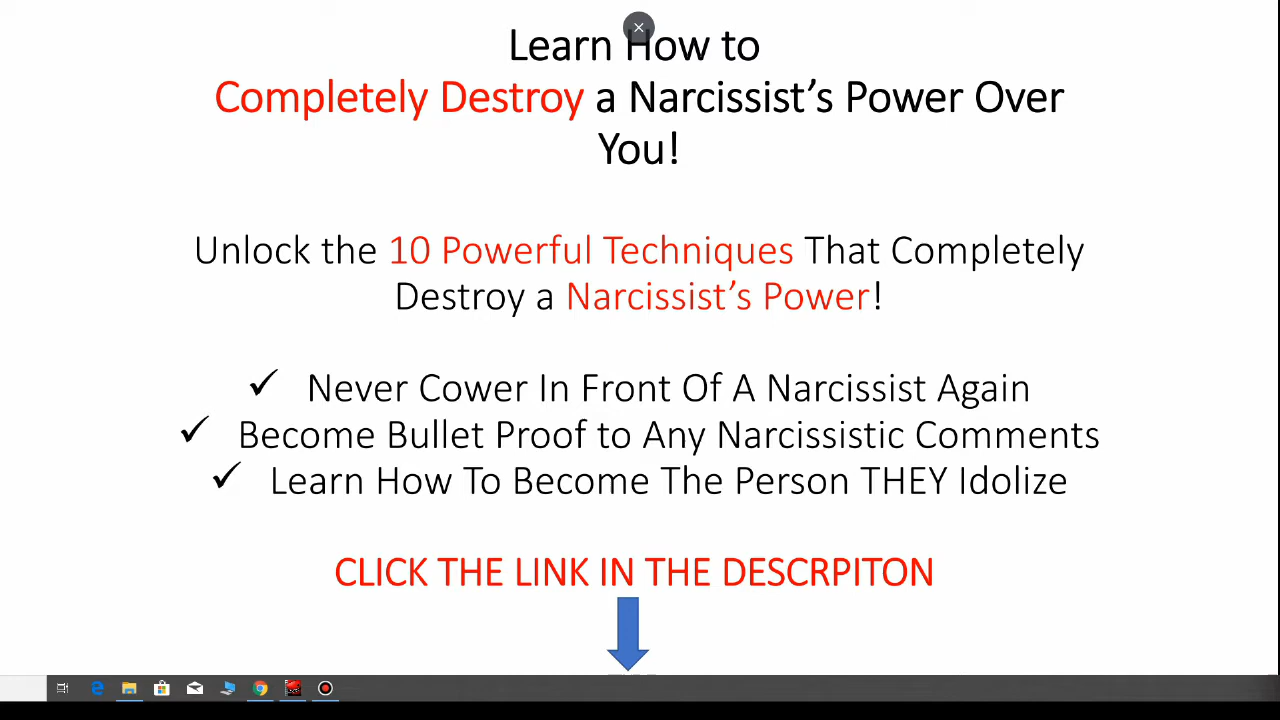 Learn How to
Completely Destroy a Narcissist’s Power Over
You!
Unlock the 10 Powerful Techniques That Completely
Destroy a Narcissist’s Power!
✓ Never Cower In Front Of A Narcissist Again
✓ Become Bullet Proof to Any Narcissistic Comments
✓ Learn How To Become The Person THEY Idolize
CLICK THE LINK IN THE DESCRPITON